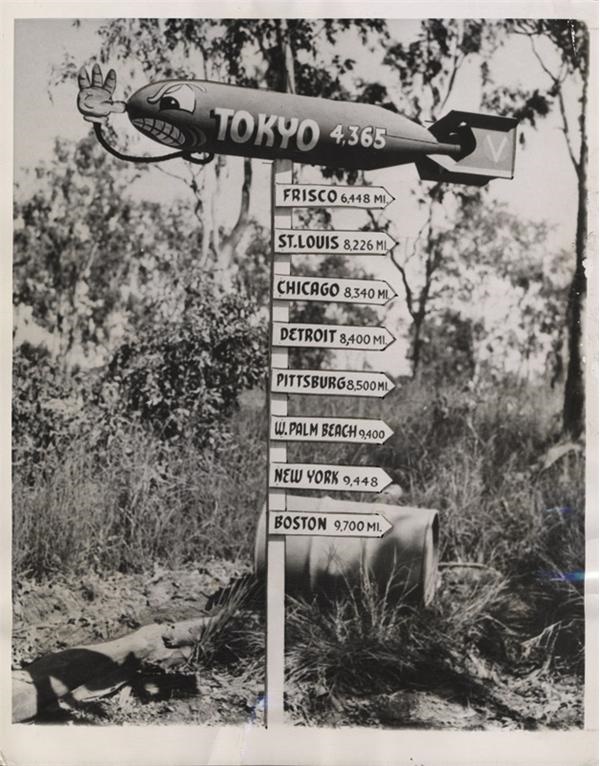 TOKYO 4,365
V
FRISCO 6,448 MI.
ST.LOUIS 8,226 MI.
CHICAGO 8,340 MI.
DETROIT 8,400 MI.
PITTSBURG 8,500 MI.
W. PALM BEACH 9,400
NEW YORK 9,448
BOSTON 9,700 MI.